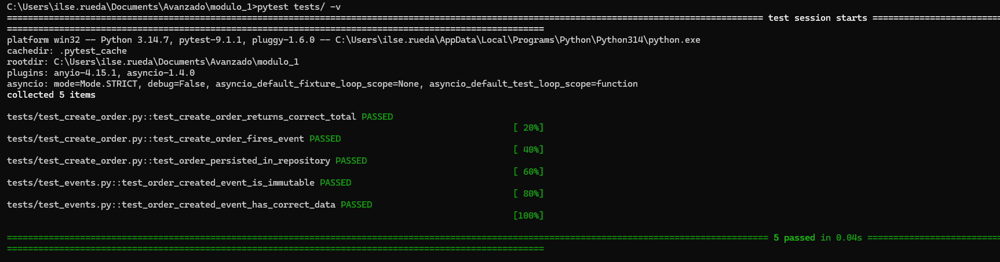 C:\Users\ilse.rueda\Documents\Avanzado\modulo_1>pytest tests/ -v
================================================================================================================================================= test session starts =========================
=======================================================================================================
platform win32 -- Python 3.14.7, pytest-9.1.1, pluggy-1.6.0 -- C:\Users\ilse.rueda\AppData\Local\Programs\Python\Python314\python.exe
cachedir: .pytest_cache
rootdir: C:\Users\ilse.rueda\Documents\Avanzado\modulo_1
plugins: anyio-4.15.1, asyncio-1.4.0
asyncio: mode=Mode.STRICT, debug=False, asyncio_default_fixture_loop_scope=None, asyncio_default_test_loop_scope=function
collected 5 items
tests/test_create_order.py::test_create_order_returns_correct_total PASSED
[ 20%]
tests/test_create_order.py::test_create_order_fires_event PASSED
[ 40%]
tests/test_create_order.py::test_order_persisted_in_repository PASSED
[ 60%]
tests/test_events.py::test_order_created_event_is_immutable PASSED
[ 80%]
tests/test_events.py::test_order_created_event_has_correct_data PASSED
[100%]
================================================================================================================================================== 5 passed in 0.04s ==========================
=======================================================================================================